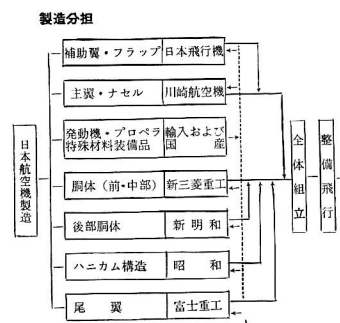 製造分担
補助翼・フラップ 日本飛行機
主翼・ナセル 川崎航空機
発動機・プロペラ 輸入および
特殊材料装備品 国産
胴体(前・中部) 新三菱重工
後部胴体 新明和
ハニカム構造 昭和
尾翼 富士重工
日本航空機製造
全体組立
整備飛行